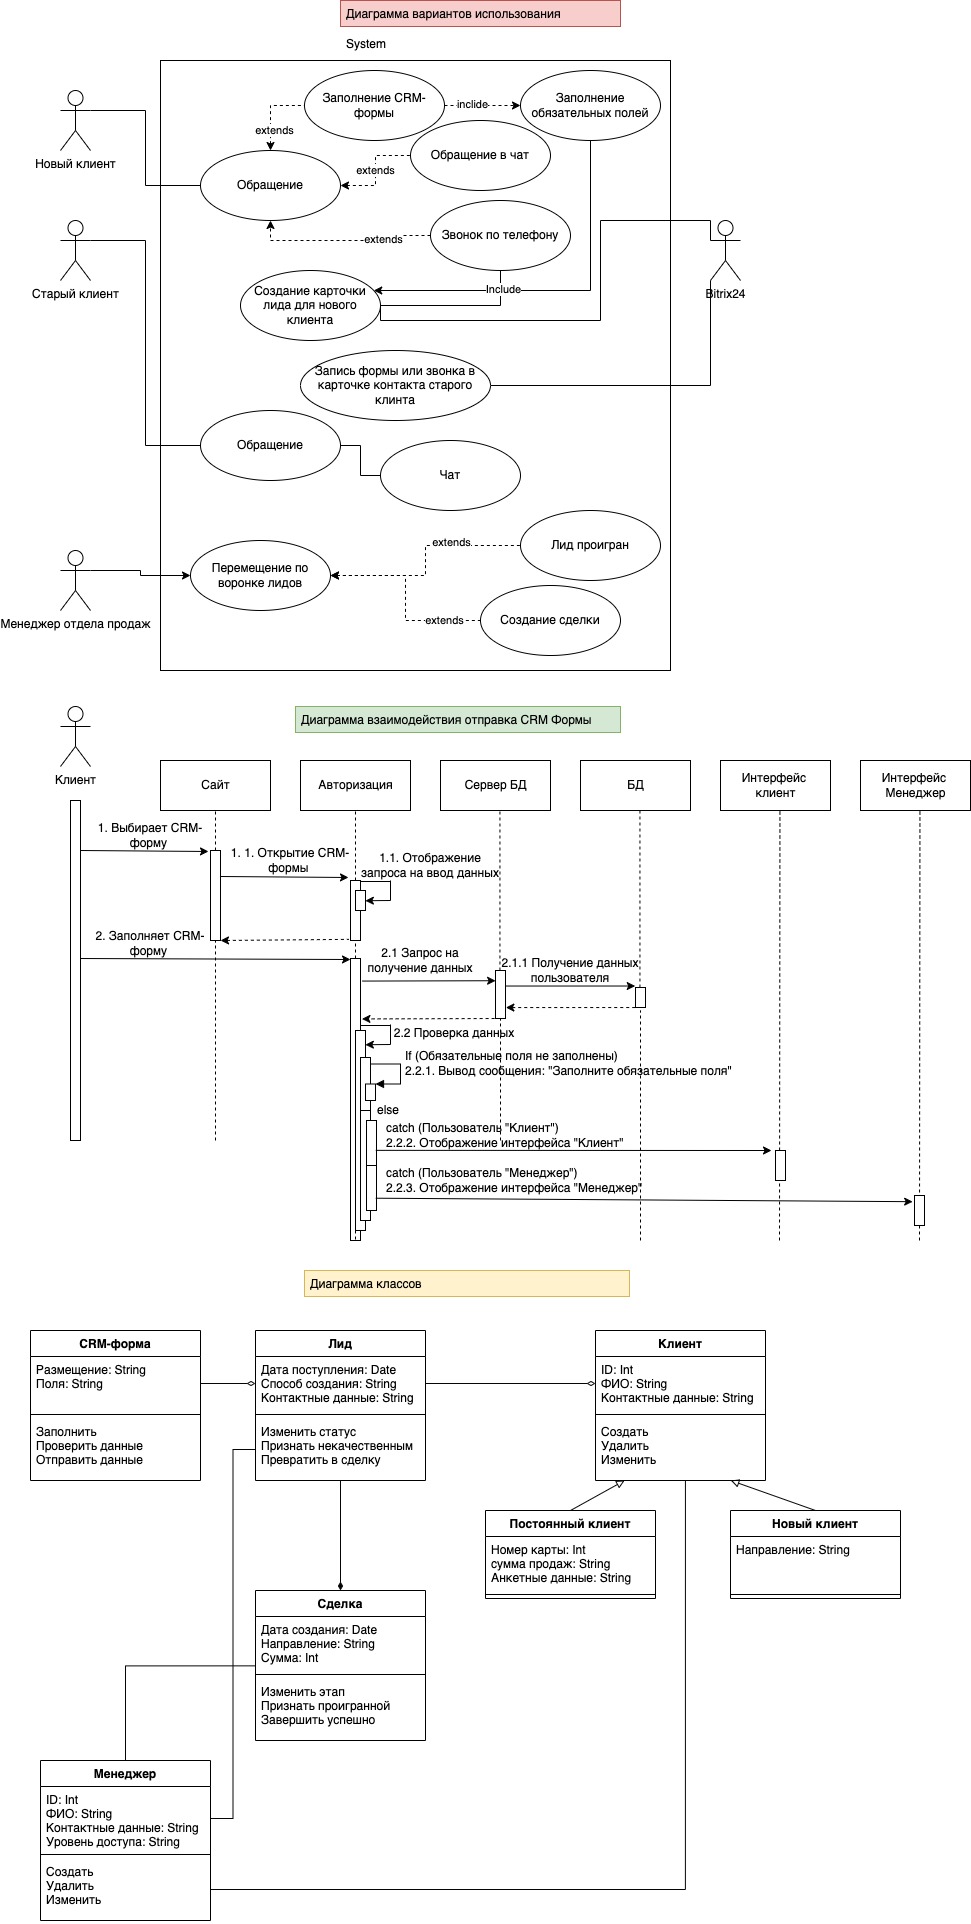 Диаграмма вариантов использования
System
Новый клиент
Заполнение CRM-
формы
inclide
Заполнение
обязательных полей
extends
Обращение в чат
extends
Обращение
Старый клиент
Звонок по телефону
extends
Bitrix24
Создание карточки
лида для нового
клиента
Include
Запись формы или звонка в
карточке контакта старого
клинта
Обращение
Чат
Менеджер отдела продаж
Перемещение по
воронке лидов
extends
Лид проигран
extends
Создание сделки
Диаграмма взаимодействия отправка CRM Формы
Клиент
Сайт
Авторизация
Сервер БД
БД
Интерфейс
клиент
Интерфейс
Менеджер
1. Выбирает CRM-
форму
1. 1. Открытие CRM-
формы
1.1. Отображение
запроса на ввод данных
2. Заполняет CRM-
форму
2.1 Запрос на
получение данных
2.1.1 Получение данных
пользователя
2.2 Проверка данных
If (Обязательные поля не заполнены)
2.2.1. Вывод сообщения: "Заполните обязательные поля"
else
catch (Пользователь "Клиент")
2.2.2. Отображение интерфейса "Клиент"
catch (Пользователь "Менеджер")
2.2.3. Отображение интерфейса "Менеджер"
Диаграмма классов
CRM-форма
Размещение: String
Поля: String
Заполнить
Проверить данные
Отправить данные
Лид
Дата поступления: Date
Способ создания: String
Контактные данные: String
Изменить статус
Признать некачественным
Превратить в сделку
Клиент
ID: Int
ФИО: String
Контактные данные: String
Создать
Удалить
Изменить
Постоянный клиент
Номер карты: Int
сумма продаж: String
Анкетные данные: String
Новый клиент
Направление: String
Сделка
Дата создания: Date
Направление: String
Сумма: Int
Изменить этап
Признать проигранной
Завершить успешно
Менеджер
ID: Int
ФИО: String
Контактные данные: String
Уровень доступа: String
Создать
Удалить
Изменить